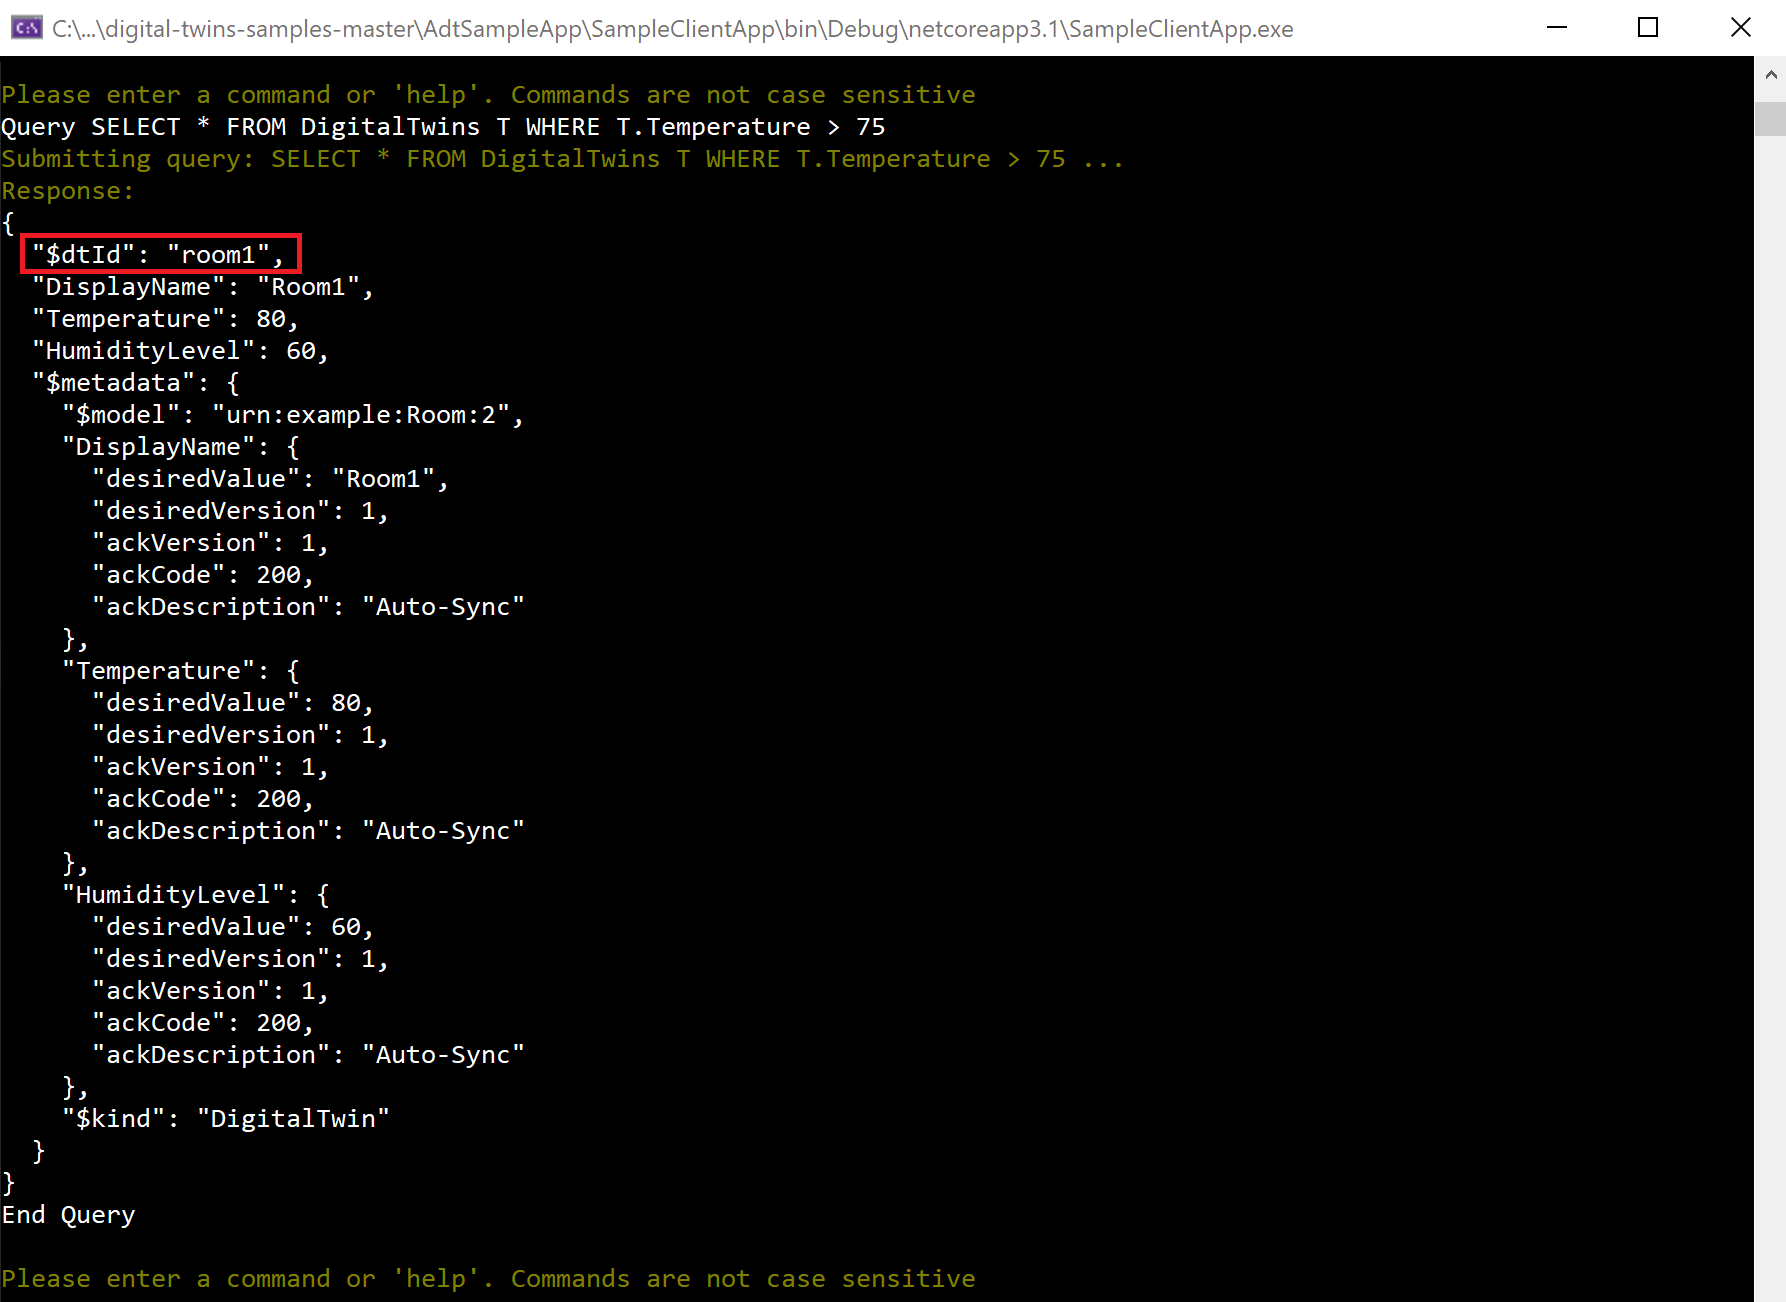 C:\...\digital-twins-samples-master\AdtSampleApp\SampleClientApp\bin\Debug\netcoreapp3.1\SampleClientApp.exe
Please enter a command or 'help'. Commands are not case sensitive
Query SELECT * FROM DigitalTwins T WHERE T.Temperature > 75
Submitting query: SELECT * FROM DigitalTwins T WHERE T.Temperature > 75 ...
Response:
{
  "$dtId": "room1",
  "DisplayName": "Room1",
  "Temperature": 80,
  "HumidityLevel": 60,
  "$metadata": {
    "$model": "urn:example:Room:2",
    "DisplayName": {
      "desiredValue": "Room1",
      "desiredVersion": 1,
      "ackVersion": 1,
      "ackCode": 200,
      "ackDescription": "Auto-Sync"
    },
    "Temperature": {
      "desiredValue": 80,
      "desiredVersion": 1,
      "ackVersion": 1,
      "ackCode": 200,
      "ackDescription": "Auto-Sync"
    },
    "HumidityLevel": {
      "desiredValue": 60,
      "desiredVersion": 1,
      "ackVersion": 1,
      "ackCode": 200,
      "ackDescription": "Auto-Sync"
    },
    "$kind": "DigitalTwin"
  }
}
End Query
Please enter a command or 'help'. Commands are not case sensitive